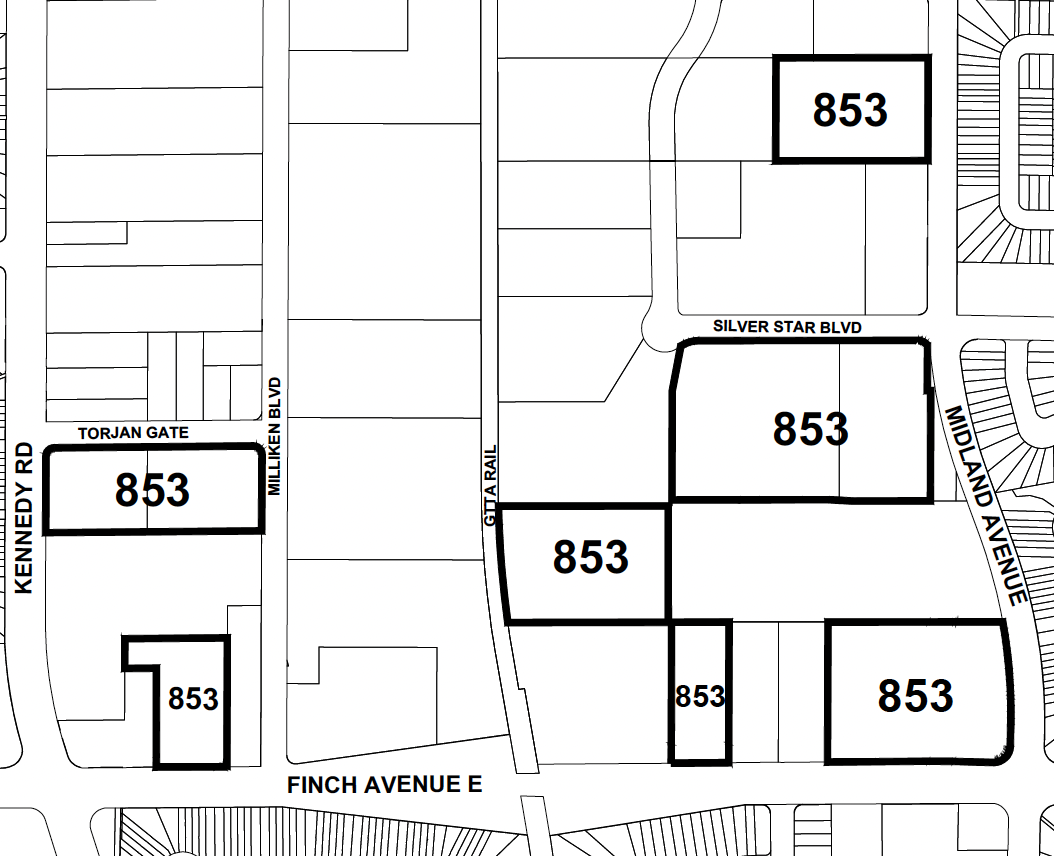 853
SILVER STAR BLVD
853
TORJAN GATE
MILLIKEN BLVD
KENNEDY RD
853
GTTA RAIL
MIDLAND AVENUE
853
853
853
853
FINCH AVENUE E